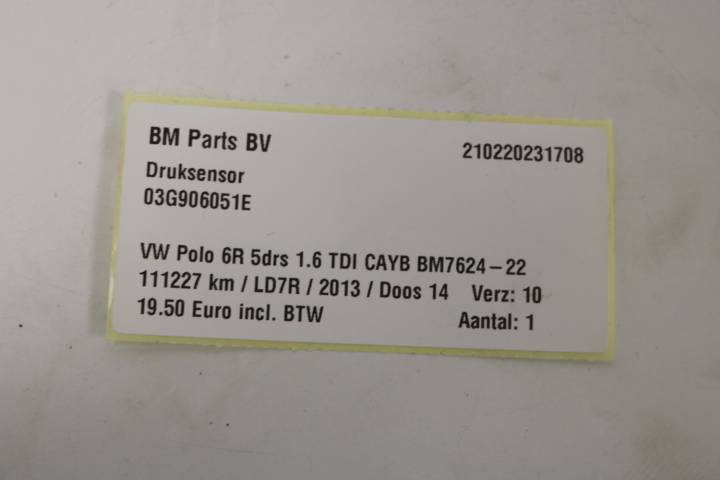 BM Parts BV 210220231708
Druksensor
03G906051E
VW Polo 6R 5drs 1.6 TDI CAYB BM7624-22
111227 km / LD7R / 2013 / Doos 14 Verz: 10
19.50 Euro incl. BTW Aantal: 1